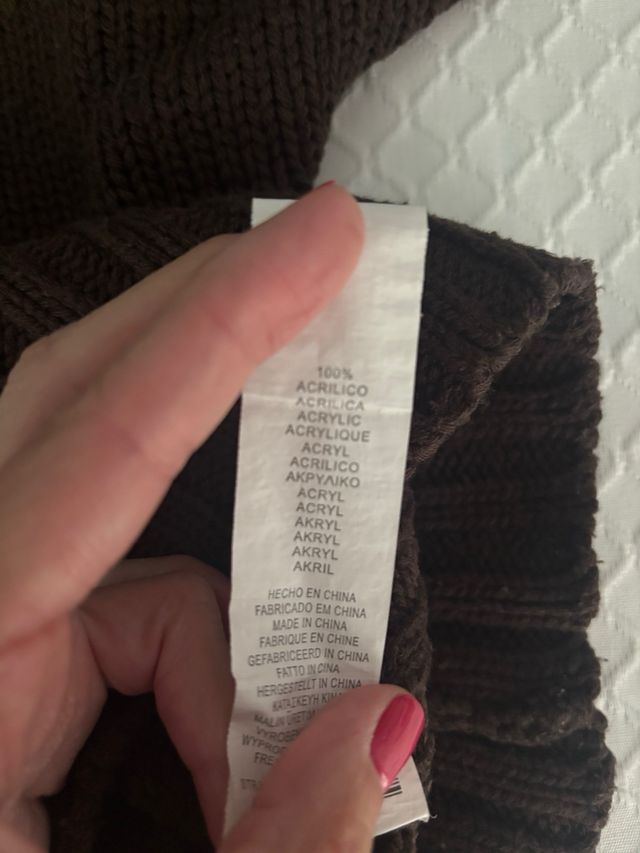 100%
ACRILICO
ACRILICA
ACRYLIC
ACRYLIQUE
ACRYL
ACRILICO
ΑΚΡΥΛΙΚΟ
ACRYL
ACRYL
AKRYL
AKRYL
AKRYL
AKRIL
HECHO EN CHINA
FABRICADO EM CHINA
MADE IN CHINA
FABRIQUE EN CHINE
GEFABRICEERD IN CHINA
FATTO IN CINA
HERGESTELLT IN CHINA
ΚΑΤΑΣΚΕΥΗ